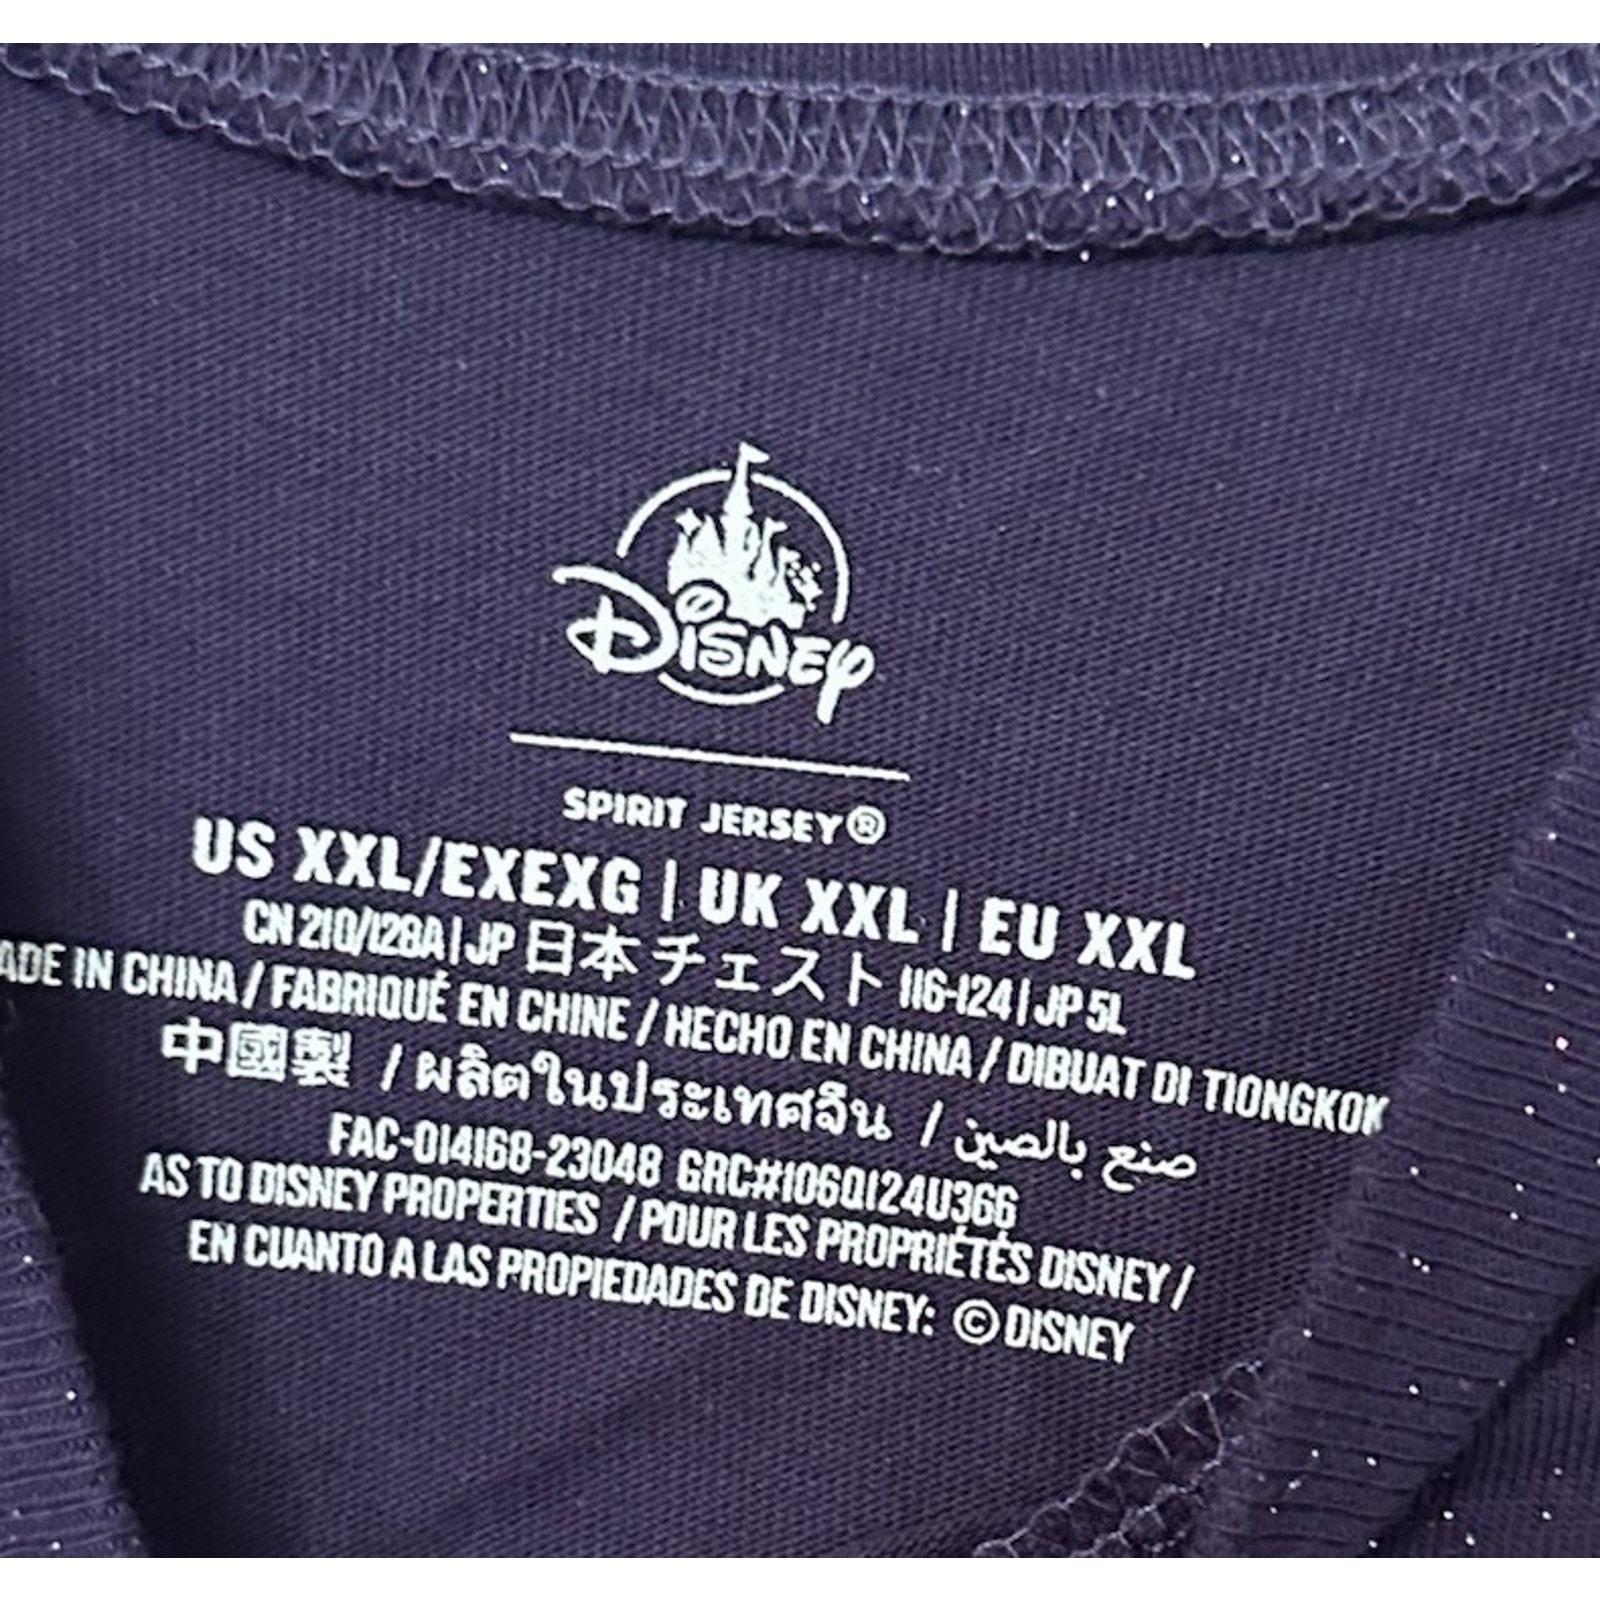 Disney
SPIRIT JERSEY®
US XXL/EXEXG | UK XXL | EU XXL
CN 210/128A | JP 日本 チェスト 116-124 | JP 5L
ADE IN CHINA / FABRIQUÉ EN CHINE / HECHO EN CHINA / DIBUAT DI TIONGKOK
中國製 / ผลิตในประเทศจีน / صنع بالصين
FAC-014168-23048 GRC#106Q124U366
AS TO DISNEY PROPERTIES / POUR LES PROPRIÉTÉS DISNEY /
EN CUANTO A LAS PROPIEDADES DE DISNEY: © DISNEY